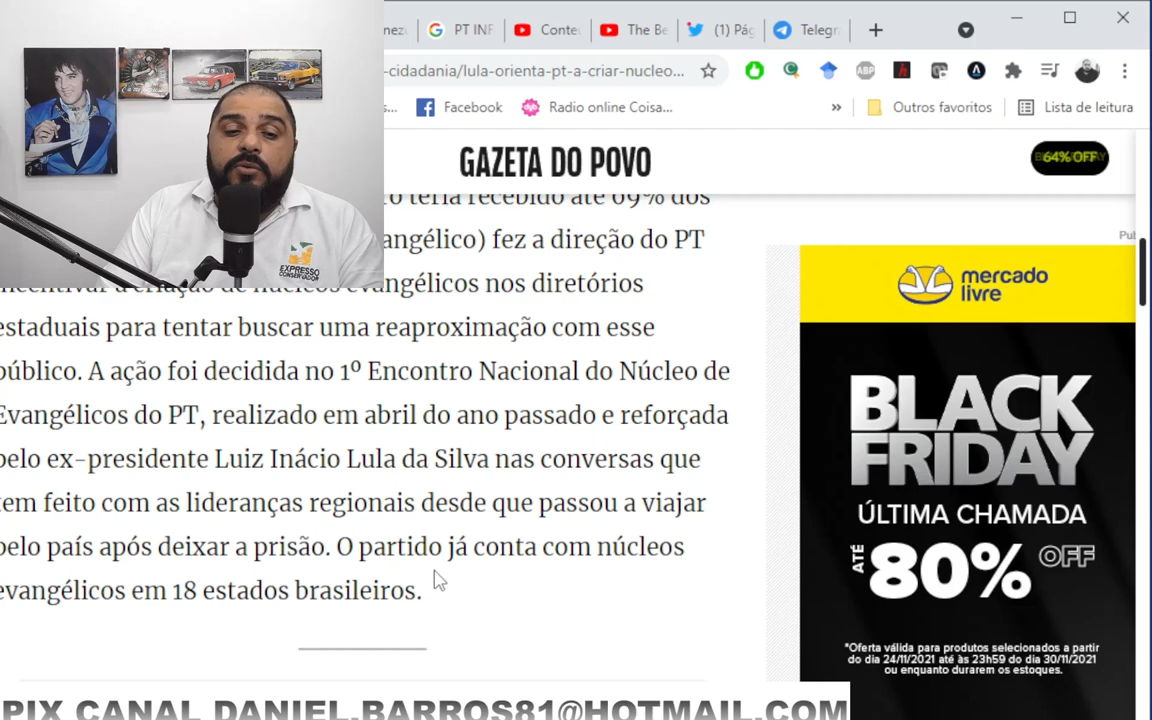 PT INF
Conte
The Be
(1) Pág
Telegr
-cidadania/lula-orienta-pt-a-criar-nucleo...
ABP
Facebook
Radio online Coisa...
»
Outros favoritos
Lista de leitura
GAZETA DO POVO
64% OFF
teria recebido até 69% dos
angélico) fez a direção do PT
evangélicos nos diretórios
estaduais para tentar buscar uma reaproximação com esse
público. A ação foi decidida no 1º Encontro Nacional do Núcleo de
Evangélicos do PT, realizado em abril do ano passado e reforçada
pelo ex-presidente Luiz Inácio Lula da Silva nas conversas que
tem feito com as lideranças regionais desde que passou a viajar
pelo país após deixar a prisão. O partido já conta com núcleos
evangélicos em 18 estados brasileiros.
mercado
livre
BLACK
FRIDAY
ÚLTIMA CHAMADA
ATÉ 80% OFF
*Oferta válida para produtos selecionados a partir
do dia 24/11/2021 até às 23h59 do dia 30/11/2021
ou enquanto durarem os estoques.
EXPRESSO
CONSERVADOR
PIX CANAL DANIEL.BARROS81@HOTMAIL.COM